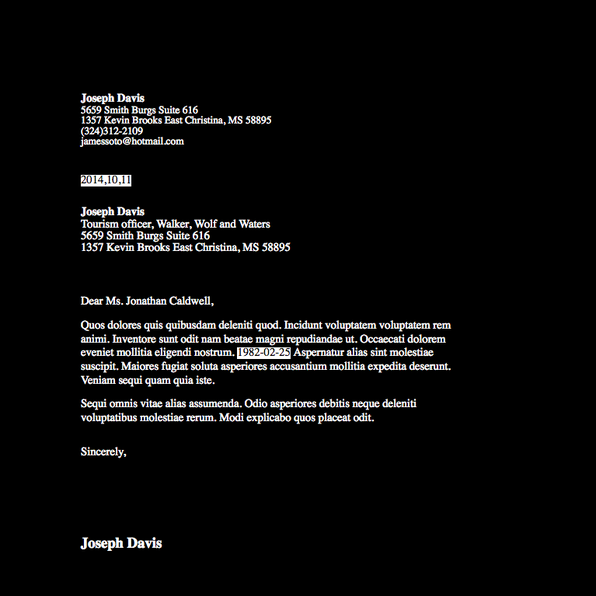 Joseph Davis
5659 Smith Burgs Suite 616
1357 Kevin Brooks East Christina, MS 58895
(324)312-2109
jamessoto@hotmail.com
2014,10,11
Joseph Davis
Tourism officer, Walker, Wolf and Waters
5659 Smith Burgs Suite 616
1357 Kevin Brooks East Christina, MS 58895
Dear Ms. Jonathan Caldwell,
Quos dolores quis quibusdam deleniti quod. Incidunt voluptatem voluptatem rem
animi. Inventore sunt odit nam beatae magni repudiandae ut. Occaecati dolorem
eveniet mollitia eligendi nostrum. 1982-02-25 Aspernatur alias sint molestiae
suscipit. Maiores fugiat soluta asperiores accusantium mollitia expedita deserunt.
Veniam sequi quam quia iste.
Sequi omnis vitae alias assumenda. Odio asperiores debitis neque deleniti
voluptatibus molestiae rerum. Modi explicabo quos placeat odit.
Sincerely,
Joseph Davis